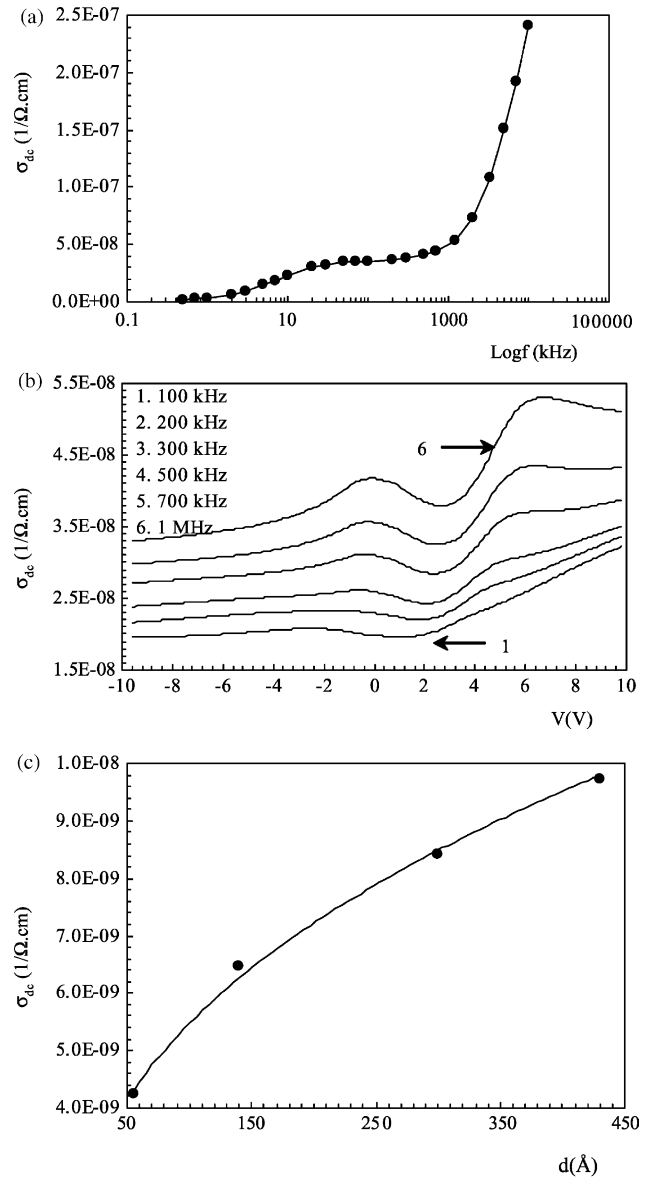 (a)
σdc (1/Ω.cm)
2.5E-07
2.0E-07
1.5E-07
1.0E-07
5.0E-08
0.0E+00
0.1 10 1000 100000
Logf (kHz)
(b)
σdc (1/Ω.cm)
5.5E-08
4.5E-08
3.5E-08
2.5E-08
1.5E-08
1. 100 kHz
2. 200 kHz
3. 300 kHz
4. 500 kHz
5. 700 kHz
6. 1 MHz
6
1
-10 -8 -6 -4 -2 0 2 4 6 8 10
V(V)
(c)
σdc (1/Ω.cm)
1.0E-08
9.0E-09
8.0E-09
7.0E-09
6.0E-09
5.0E-09
4.0E-09
50 150 250 350 450
d(Å)